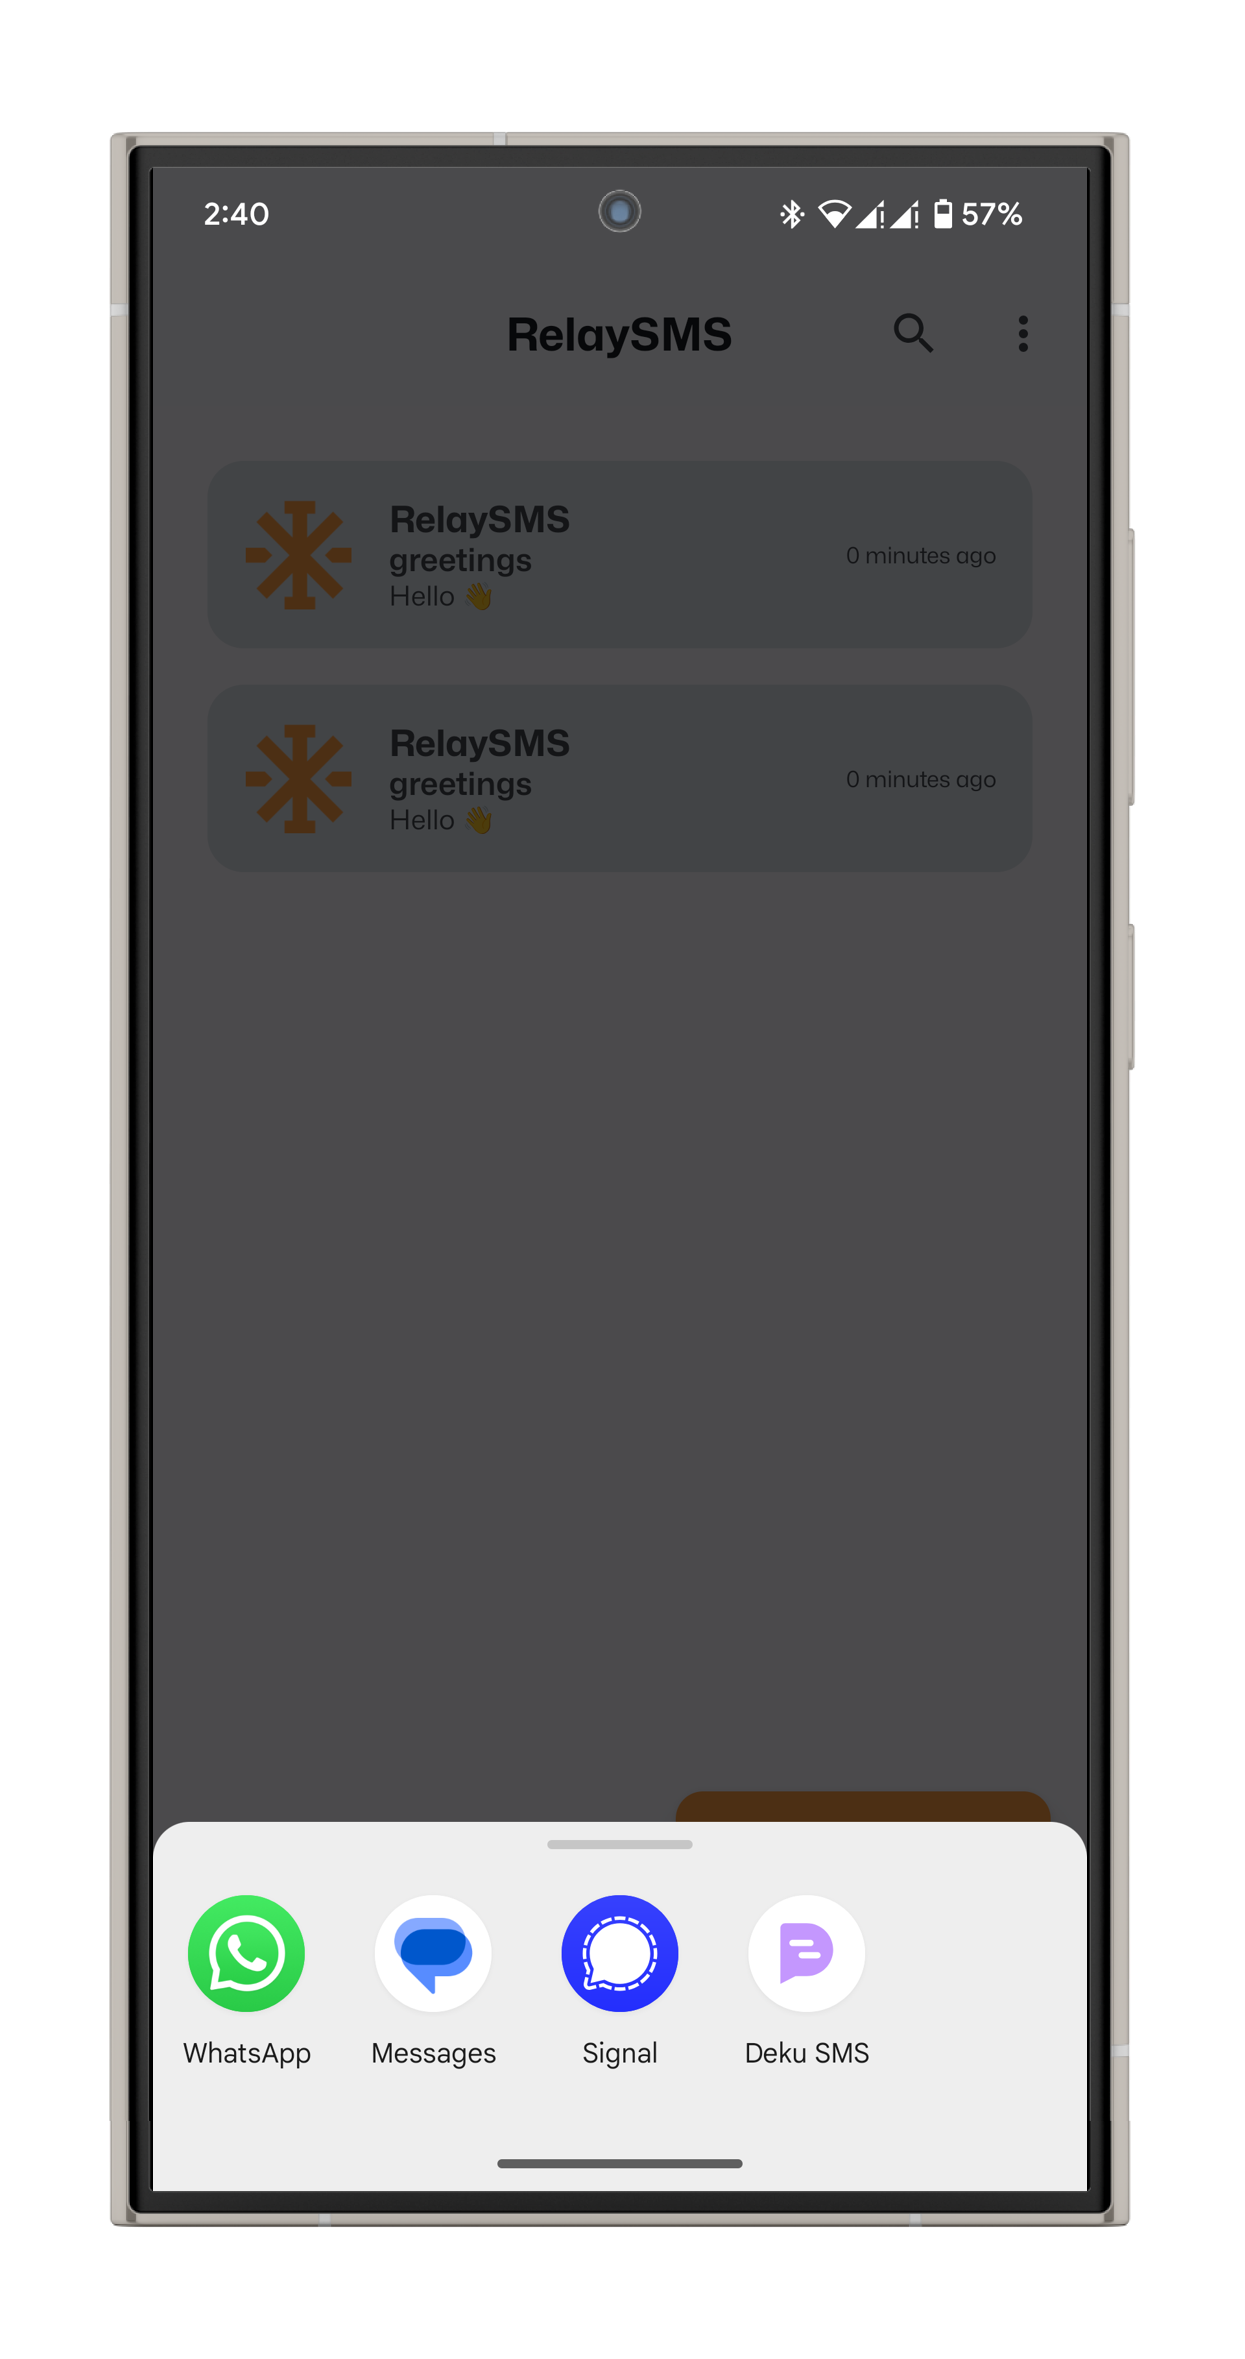 2:40
57%
RelaySMS
RelaySMS
greetings
Hello 👋
0 minutes ago
RelaySMS
greetings
Hello 👋
0 minutes ago
WhatsApp
Messages
Signal
Deku SMS